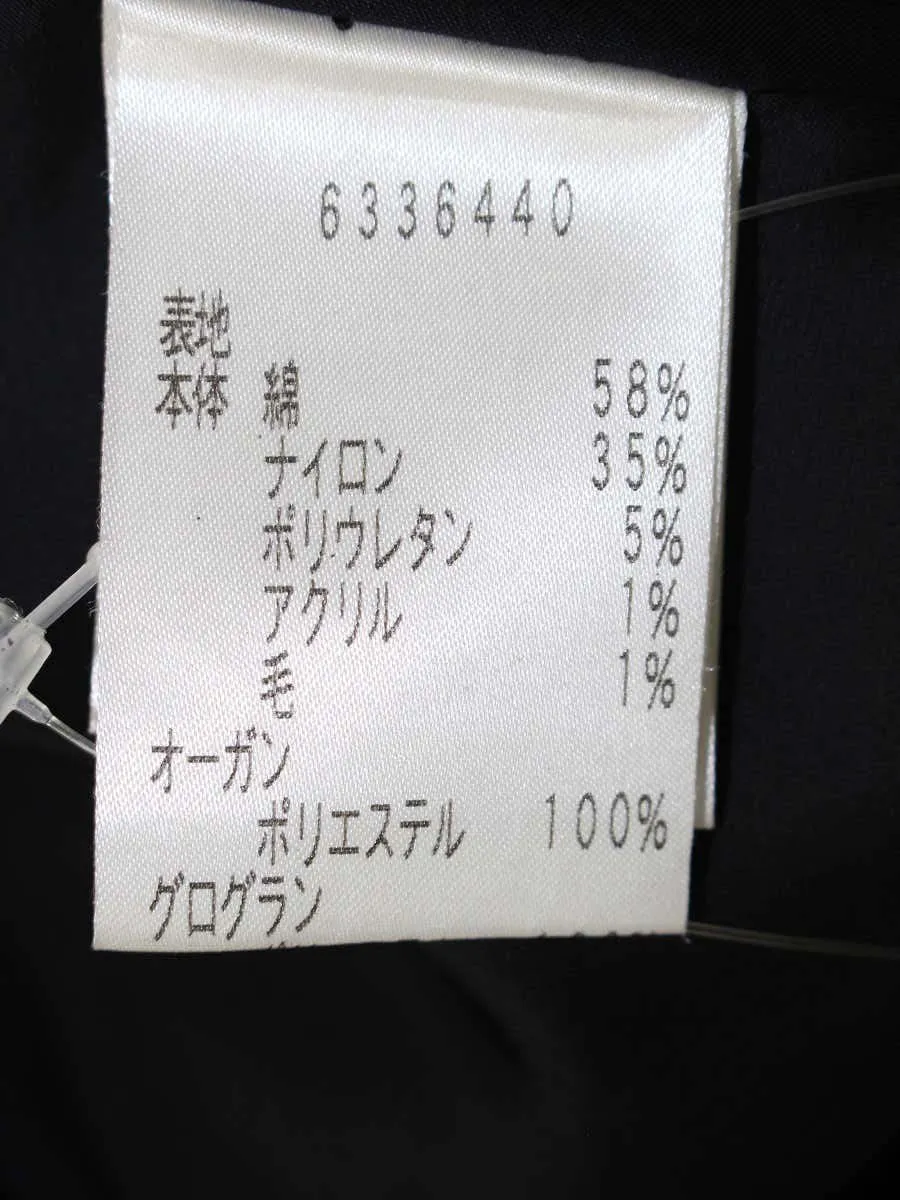 6336440
表地
本体 綿 58%
ナイロン 35%
ポリウレタン 5%
アクリル 1%
毛 1%
オーガン
ポリエステル 100%
グログラン